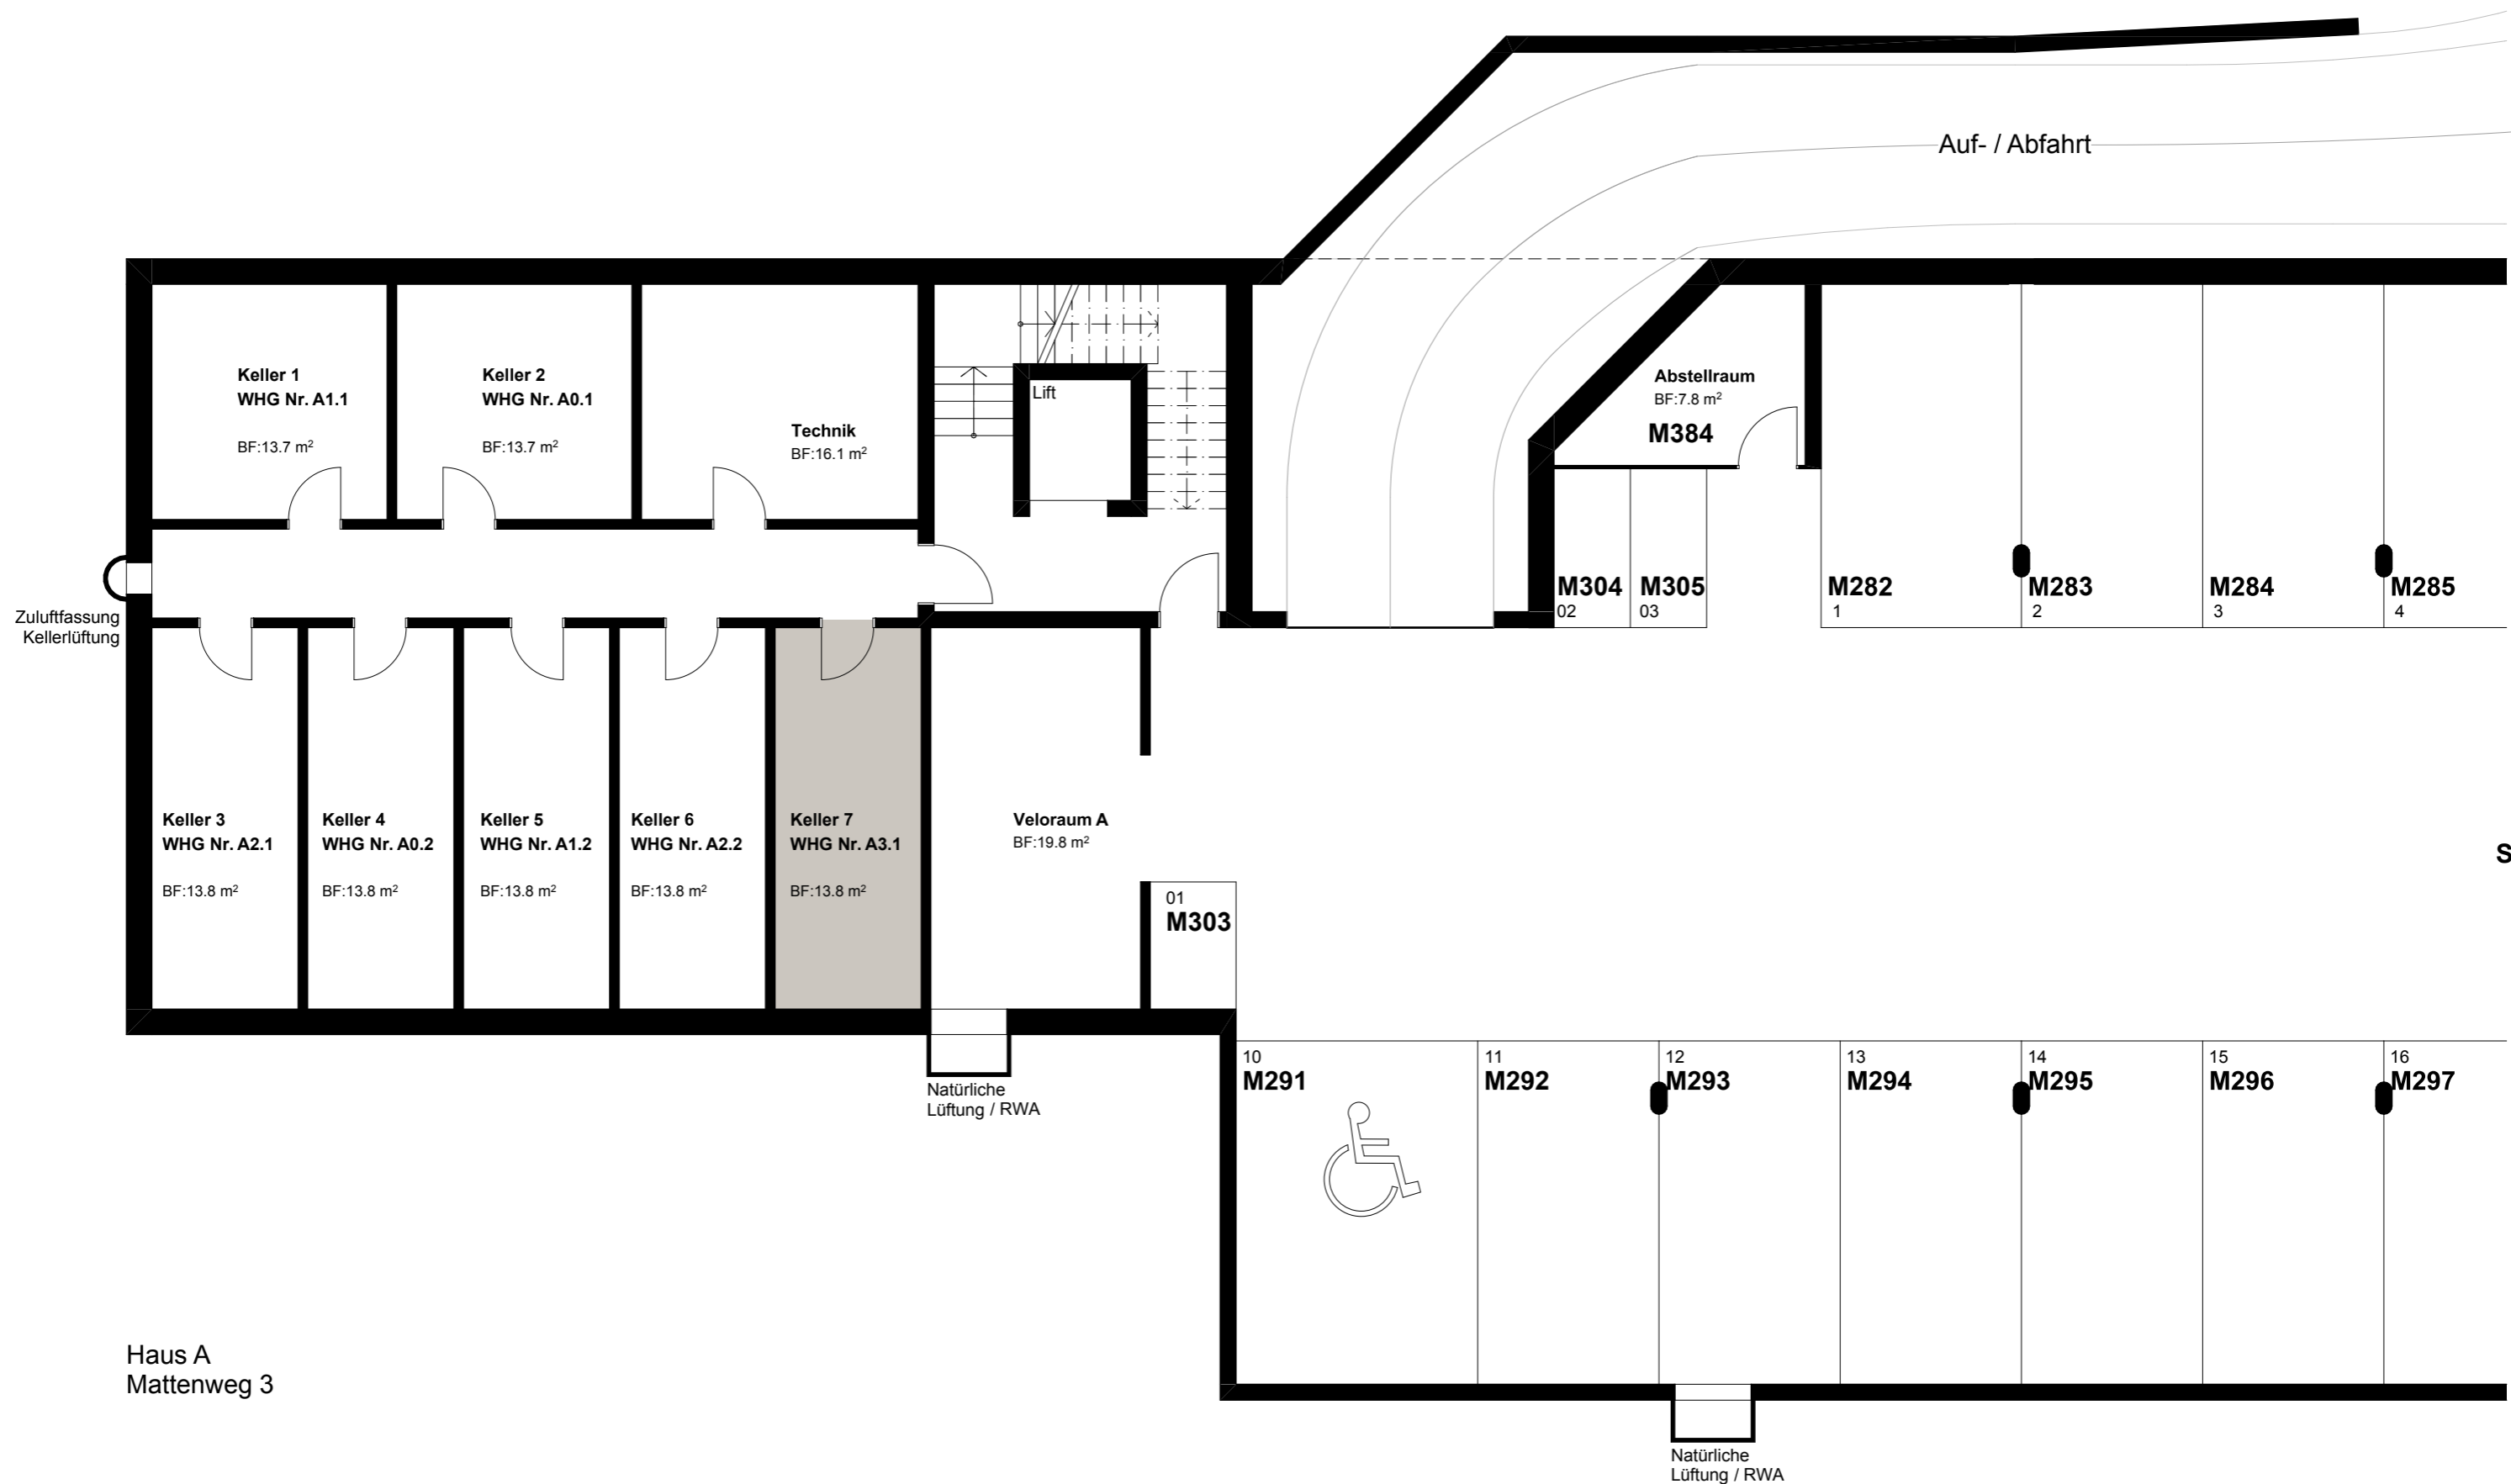 Auf- / Abfahrt
Keller 1
WHG Nr. A1.1
BF:13.7 m²
Keller 2
WHG Nr. A0.1
BF:13.7 m²
Technik
BF:16.1 m²
Lift
Abstellraum
BF:7.8 m²
M384
M304
02
M305
03
M282
1
M283
2
M284
3
M285
4
Zuluftfassung
Kellerlüftung
Keller 3
WHG Nr. A2.1
BF:13.8 m²
Keller 4
WHG Nr. A0.2
BF:13.8 m²
Keller 5
WHG Nr. A1.2
BF:13.8 m²
Keller 6
WHG Nr. A2.2
BF:13.8 m²
Keller 7
WHG Nr. A3.1
BF:13.8 m²
Veloraum A
BF:19.8 m²
S
01
M303
Natürliche
Lüftung / RWA
10
M291
11
M292
12
M293
13
M294
14
M295
15
M296
16
M297
Haus A
Mattenweg 3
Natürliche
Lüftung / RWA